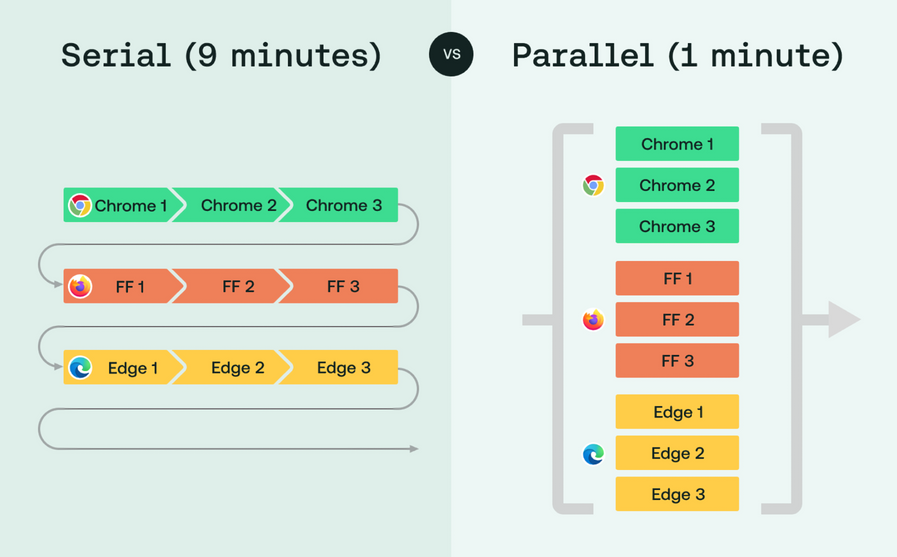 Serial (9 minutes)
VS
Parallel (1 minute)
Chrome 1 Chrome 2 Chrome 3
FF 1 FF 2 FF 3
Edge 1 Edge 2 Edge 3
Chrome 1
Chrome 2
Chrome 3
FF 1
FF 2
FF 3
Edge 1
Edge 2
Edge 3